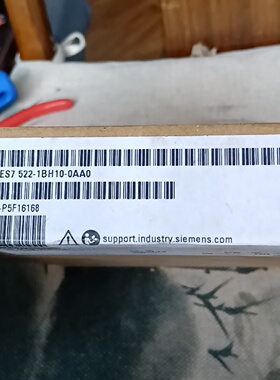 ES7 522-1BH10-0AA0
-P5F16168
support.industry.siemens.com